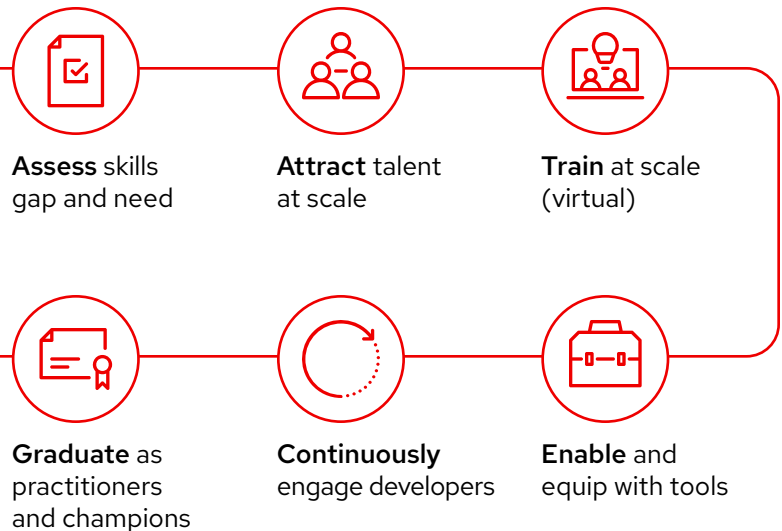 Assess skills
gap and need
Attract talent
at scale
Train at scale
(virtual)
Graduate as
practitioners
and champions
Continuously
engage developers
Enable and
equip with tools